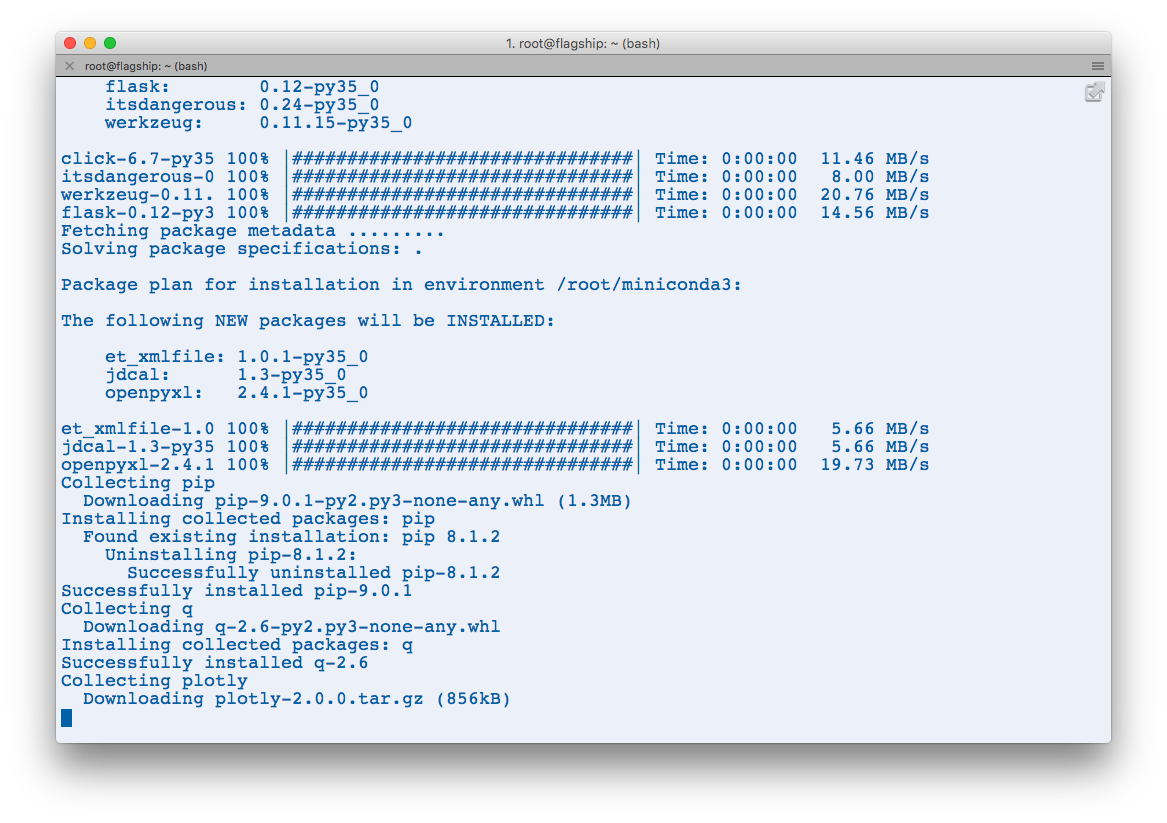 1. root@flagship: ~ (bash)
root@flagship: ~ (bash)
    flask:        0.12-py35_0
    itsdangerous: 0.24-py35_0
    werkzeug:     0.11.15-py35_0
click-6.7-py35 100% |###############################| Time: 0:00:00  11.46 MB/s
itsdangerous-0 100% |###############################| Time: 0:00:00   8.00 MB/s
werkzeug-0.11. 100% |###############################| Time: 0:00:00  20.76 MB/s
flask-0.12-py3 100% |###############################| Time: 0:00:00  14.56 MB/s
Fetching package metadata .........
Solving package specifications: .
Package plan for installation in environment /root/miniconda3:
The following NEW packages will be INSTALLED:
    et_xmlfile: 1.0.1-py35_0
    jdcal:      1.3-py35_0
    openpyxl:   2.4.1-py35_0
et_xmlfile-1.0 100% |###############################| Time: 0:00:00   5.66 MB/s
jdcal-1.3-py35 100% |###############################| Time: 0:00:00   5.66 MB/s
openpyxl-2.4.1 100% |###############################| Time: 0:00:00  19.73 MB/s
Collecting pip
  Downloading pip-9.0.1-py2.py3-none-any.whl (1.3MB)
Installing collected packages: pip
  Found existing installation: pip 8.1.2
    Uninstalling pip-8.1.2:
      Successfully uninstalled pip-8.1.2
Successfully installed pip-9.0.1
Collecting q
  Downloading q-2.6-py2.py3-none-any.whl
Installing collected packages: q
Successfully installed q-2.6
Collecting plotly
  Downloading plotly-2.0.0.tar.gz (856kB)